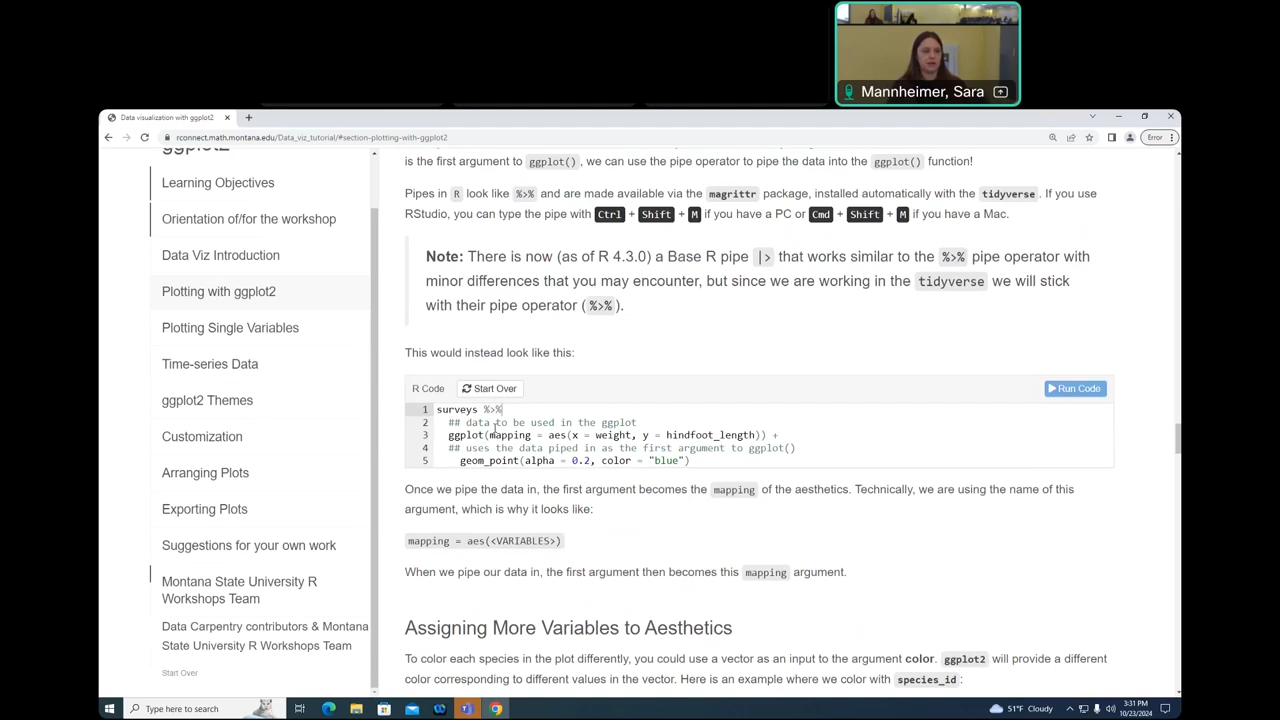 Mannheimer, Sara
Data visualization with ggplot2
rconnect.math.montana.edu/Data_viz_tutorial/#section-plotting-with-ggplot2
Error
ggplot2
Learning Objectives
Orientation of/for the workshop
Data Viz Introduction
Plotting with ggplot2
Plotting Single Variables
Time-series Data
ggplot2 Themes
Customization
Arranging Plots
Exporting Plots
Suggestions for your own work
Montana State University R
Workshops Team
Data Carpentry contributors & Montana
State University R Workshops Team
Start Over
is the first argument to ggplot(), we can use the pipe operator to pipe the data into the ggplot() function!
Pipes in R look like %>% and are made available via the magrittr package, installed automatically with the tidyverse. If you use
RStudio, you can type the pipe with Ctrl + Shift + M if you have a PC or Cmd + Shift + M if you have a Mac.
Note: There is now (as of R 4.3.0) a Base R pipe |> that works similar to the %>% pipe operator with
minor differences that you may encounter, but since we are working in the tidyverse we will stick
with their pipe operator (%>%).
This would instead look like this:
R Code Start Over Run Code
1 surveys %>%
2 ## data to be used in the ggplot
3 ggplot(mapping = aes(x = weight, y = hindfoot_length)) +
4 ## uses the data piped in as the first argument to ggplot()
5 geom_point(alpha = 0.2, color = "blue")
Once we pipe the data in, the first argument becomes the mapping of the aesthetics. Technically, we are using the name of this
argument, which is why it looks like:
mapping = aes(<VARIABLES>)
When we pipe our data in, the first argument then becomes this mapping argument.
Assigning More Variables to Aesthetics
To color each species in the plot differently, you could use a vector as an input to the argument color. ggplot2 will provide a different
color corresponding to different values in the vector. Here is an example where we color with species_id:
Type here to search
51°F Cloudy
3:31 PM
10/23/2024